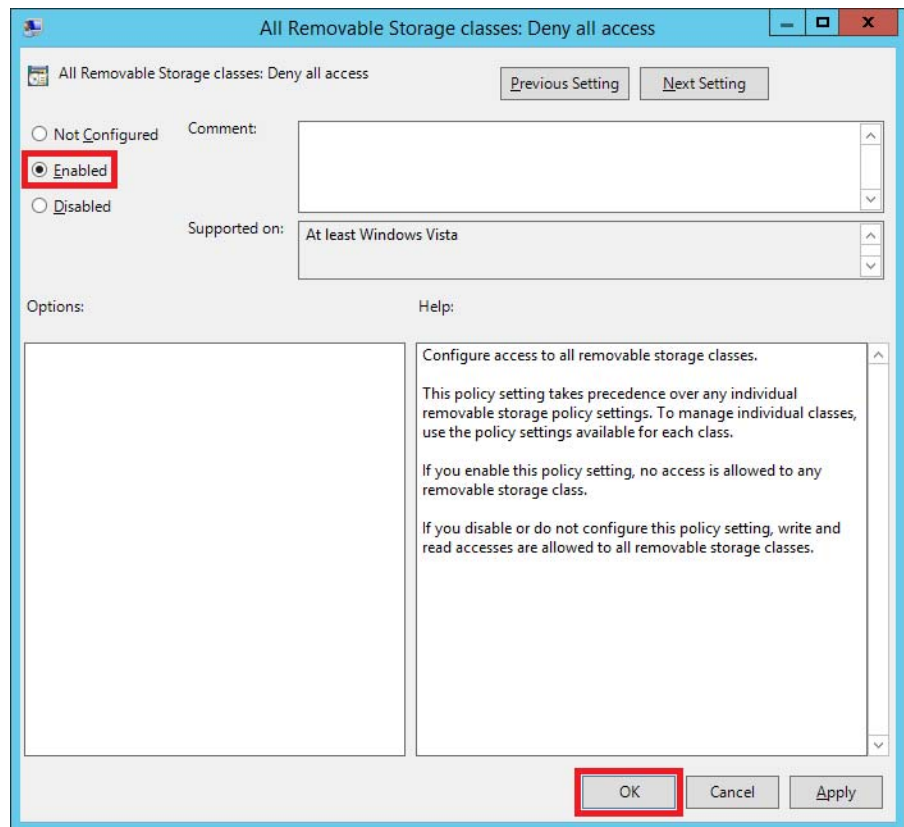 All Removable Storage classes: Deny all access
All Removable Storage classes: Deny all access
Previous Setting
Next Setting
Not Configured
Comment:
Enabled
Disabled
Supported on:
At least Windows Vista
Options:
Help:
Configure access to all removable storage classes.
This policy setting takes precedence over any individual
removable storage policy settings. To manage individual classes,
use the policy settings available for each class.
If you enable this policy setting, no access is allowed to any
removable storage class.
If you disable or do not configure this policy setting, write and
read accesses are allowed to all removable storage classes.
OK
Cancel
Apply